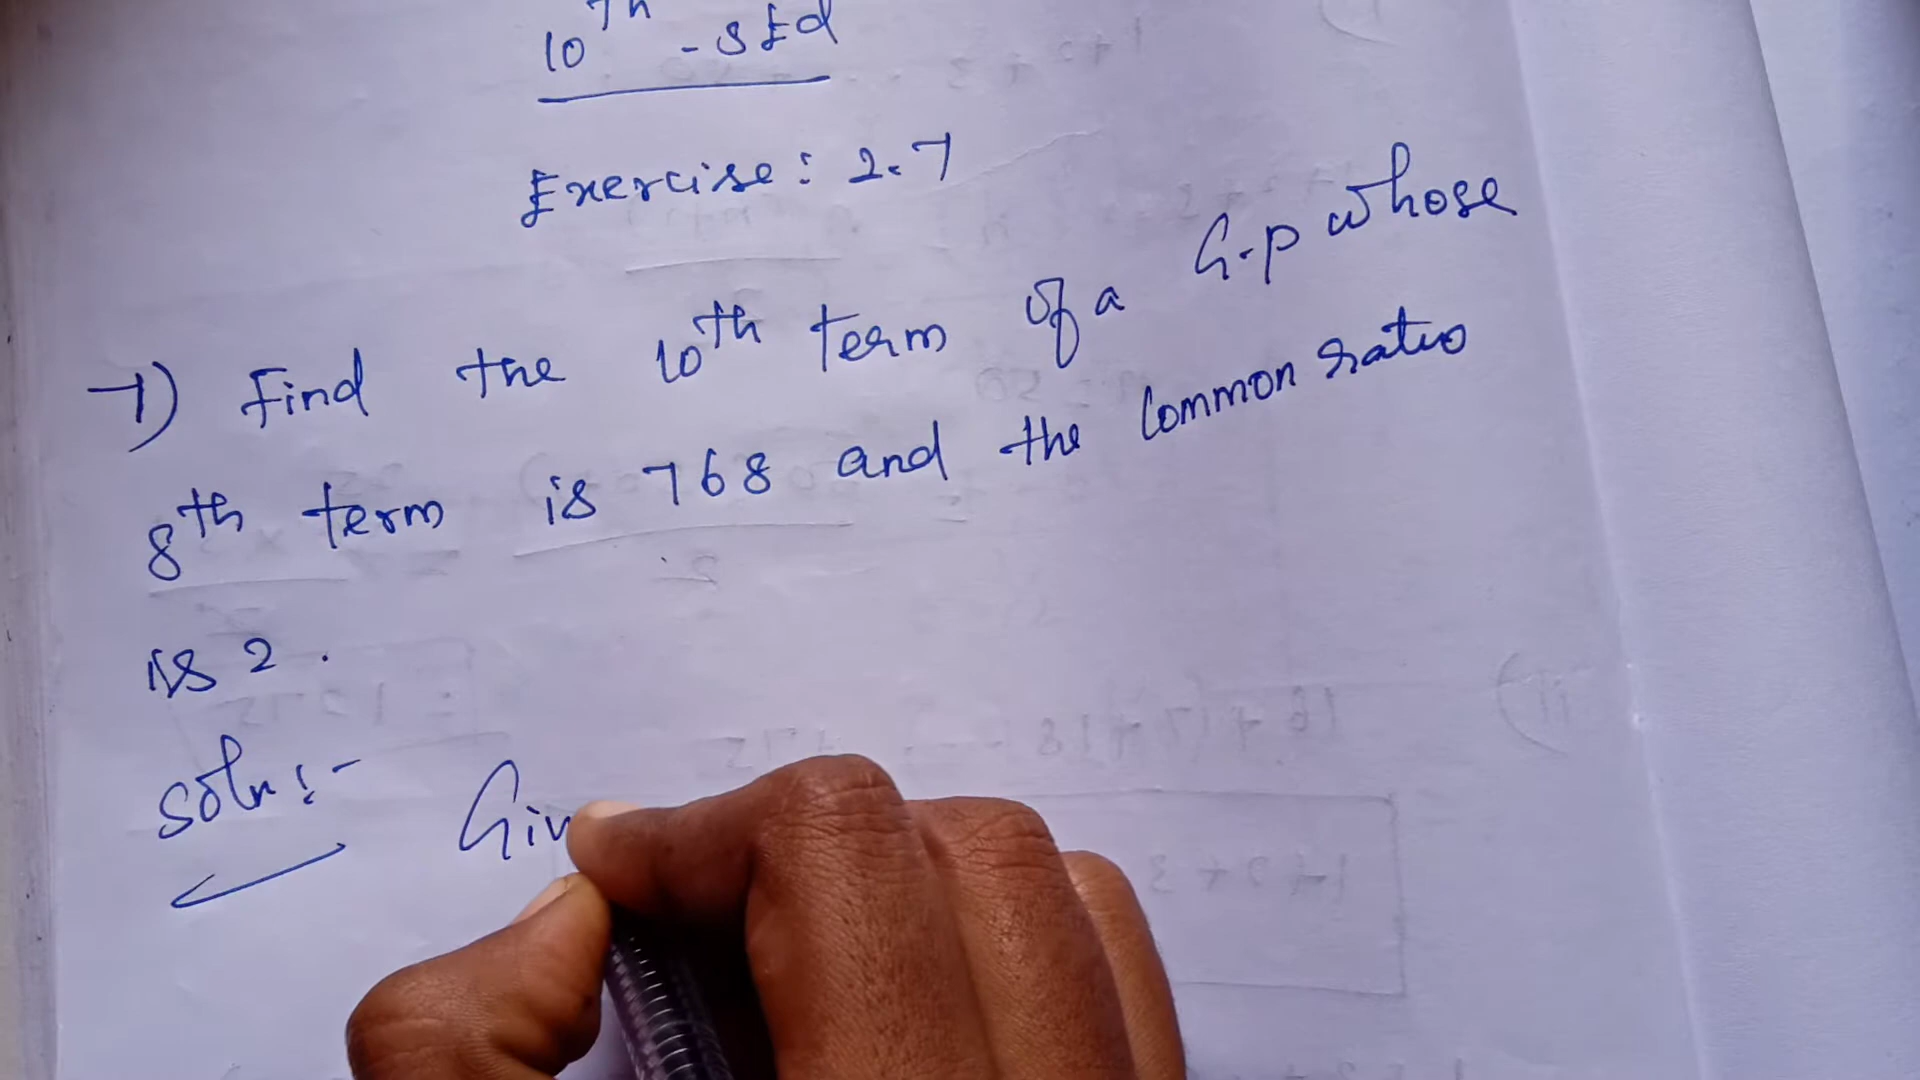 10th - Std
Exercise: 2.7
7) Find the 10th term of a G.P whose
8th term is 768 and the common ratio
is 2.
Soln:-
Giv